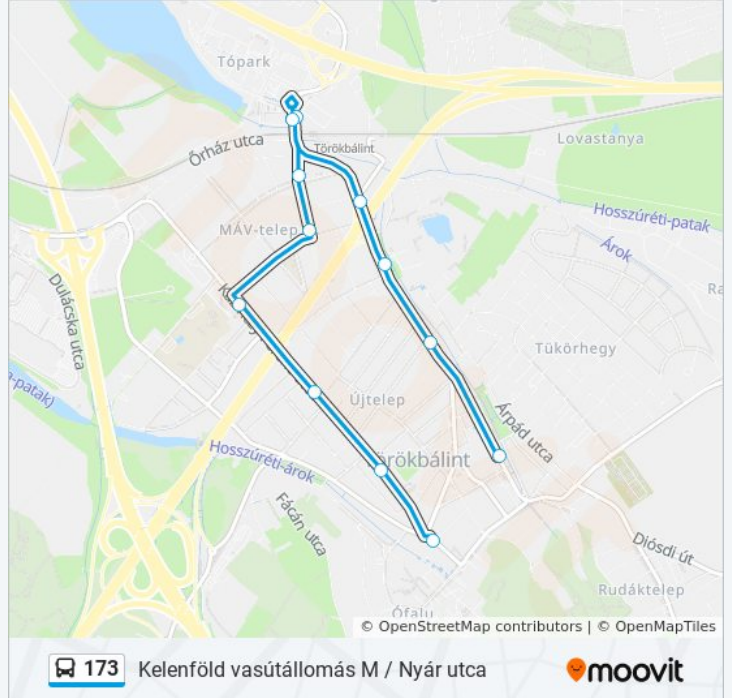 Tópark
Őrház utca
Törökbálint
Lovastanya
Hosszúréti-patak
Árok
MÁV-telep
Dulácska utca
Tükörhegy
Újtelep
a-patak)
Árpád utca
Hosszúréti-árok
Fácán utca
Diósdi út
Rudáktelep
Ófalu
© OpenStreetMap contributors | © OpenMapTiles
173 Kelenföld vasútállomás M / Nyár utca
moovit